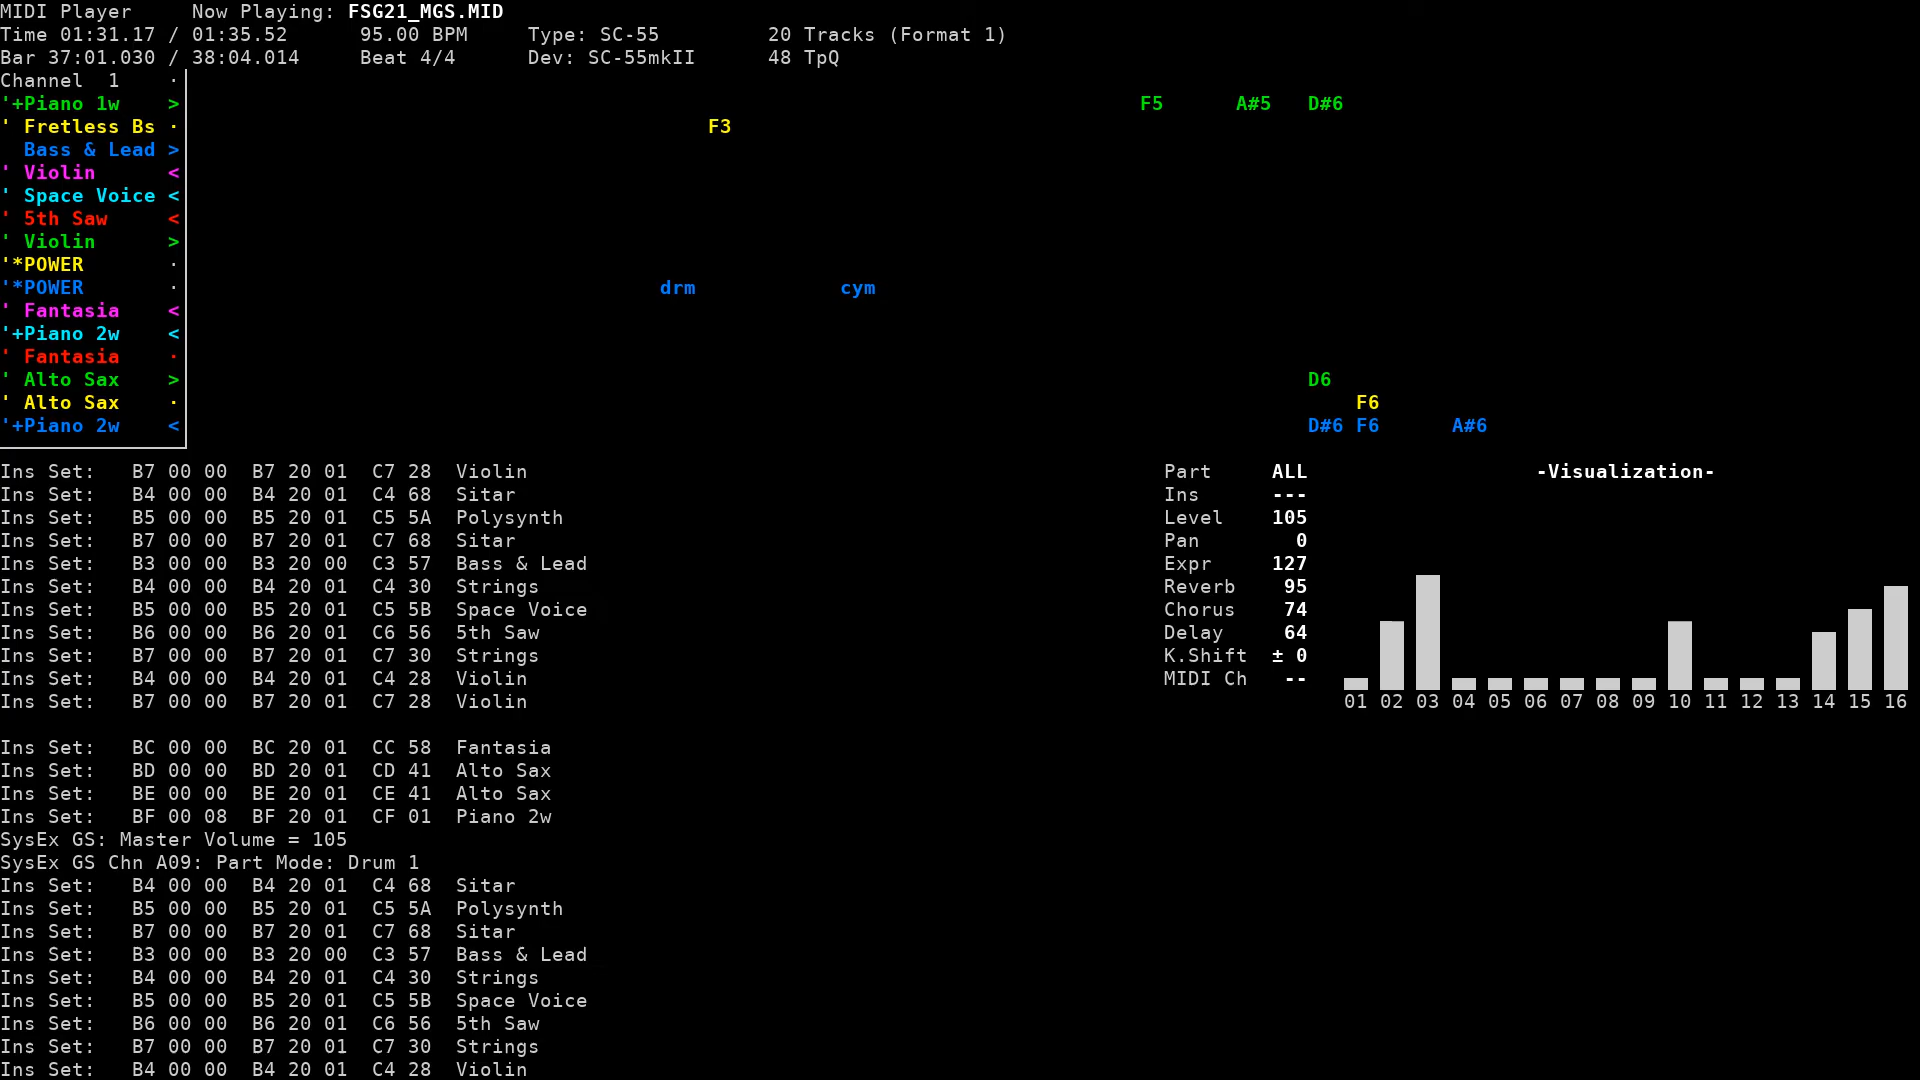 MIDI Player     Now Playing: FSG21_MGS.MID
Time 01:31.17 / 01:35.52      95.00 BPM     Type: SC-55         20 Tracks (Format 1)
Bar 37:01.030 / 38:04.014     Beat 4/4      Dev: SC-55mkII      48 TpQ
Channel  1    ·
'+Piano 1w    > F5 A#5 D#6
' Fretless Bs · F3
  Bass & Lead >
' Violin      <
' Space Voice <
' 5th Saw     <
' Violin      >
'*POWER       ·
'*POWER       · drm cym
' Fantasia    <
'+Piano 2w    <
' Fantasia    ·
' Alto Sax    > D6
' Alto Sax    · F6
'+Piano 2w    < D#6 F6 A#6
Ins Set:   B7 00 00  B7 20 01  C7 28  Violin
Ins Set:   B4 00 00  B4 20 01  C4 68  Sitar
Ins Set:   B5 00 00  B5 20 01  C5 5A  Polysynth
Ins Set:   B7 00 00  B7 20 01  C7 68  Sitar
Ins Set:   B3 00 00  B3 20 00  C3 57  Bass & Lead
Ins Set:   B4 00 00  B4 20 01  C4 30  Strings
Ins Set:   B5 00 00  B5 20 01  C5 5B  Space Voice
Ins Set:   B6 00 00  B6 20 01  C6 56  5th Saw
Ins Set:   B7 00 00  B7 20 01  C7 30  Strings
Ins Set:   B4 00 00  B4 20 01  C4 28  Violin
Ins Set:   B7 00 00  B7 20 01  C7 28  Violin
Ins Set:   BC 00 00  BC 20 01  CC 58  Fantasia
Ins Set:   BD 00 00  BD 20 01  CD 41  Alto Sax
Ins Set:   BE 00 00  BE 20 01  CE 41  Alto Sax
Ins Set:   BF 00 08  BF 20 01  CF 01  Piano 2w
SysEx GS: Master Volume = 105
SysEx GS Chn A09: Part Mode: Drum 1
Ins Set:   B4 00 00  B4 20 01  C4 68  Sitar
Ins Set:   B5 00 00  B5 20 01  C5 5A  Polysynth
Ins Set:   B7 00 00  B7 20 01  C7 68  Sitar
Ins Set:   B3 00 00  B3 20 00  C3 57  Bass & Lead
Ins Set:   B4 00 00  B4 20 01  C4 30  Strings
Ins Set:   B5 00 00  B5 20 01  C5 5B  Space Voice
Ins Set:   B6 00 00  B6 20 01  C6 56  5th Saw
Ins Set:   B7 00 00  B7 20 01  C7 30  Strings
Ins Set:   B4 00 00  B4 20 01  C4 28  Violin
Part     ALL
Ins      ---
Level    105
Pan        0
Expr     127
Reverb    95
Chorus    74
Delay     64
K.Shift  ± 0
MIDI Ch   --
-Visualization-
01 02 03 04 05 06 07 08 09 10 11 12 13 14 15 16